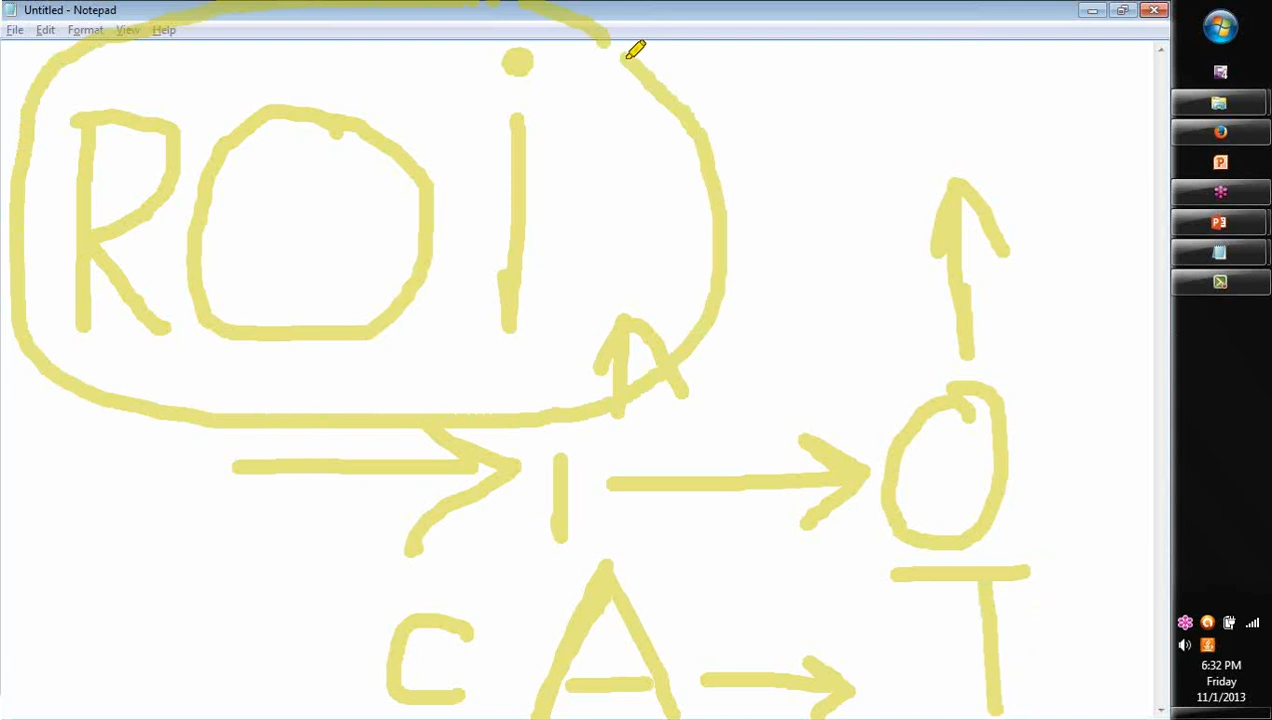 Untitled - Notepad
File Edit Format View Help
ROi
I O
C A T
6:32 PM
Friday
11/1/2013